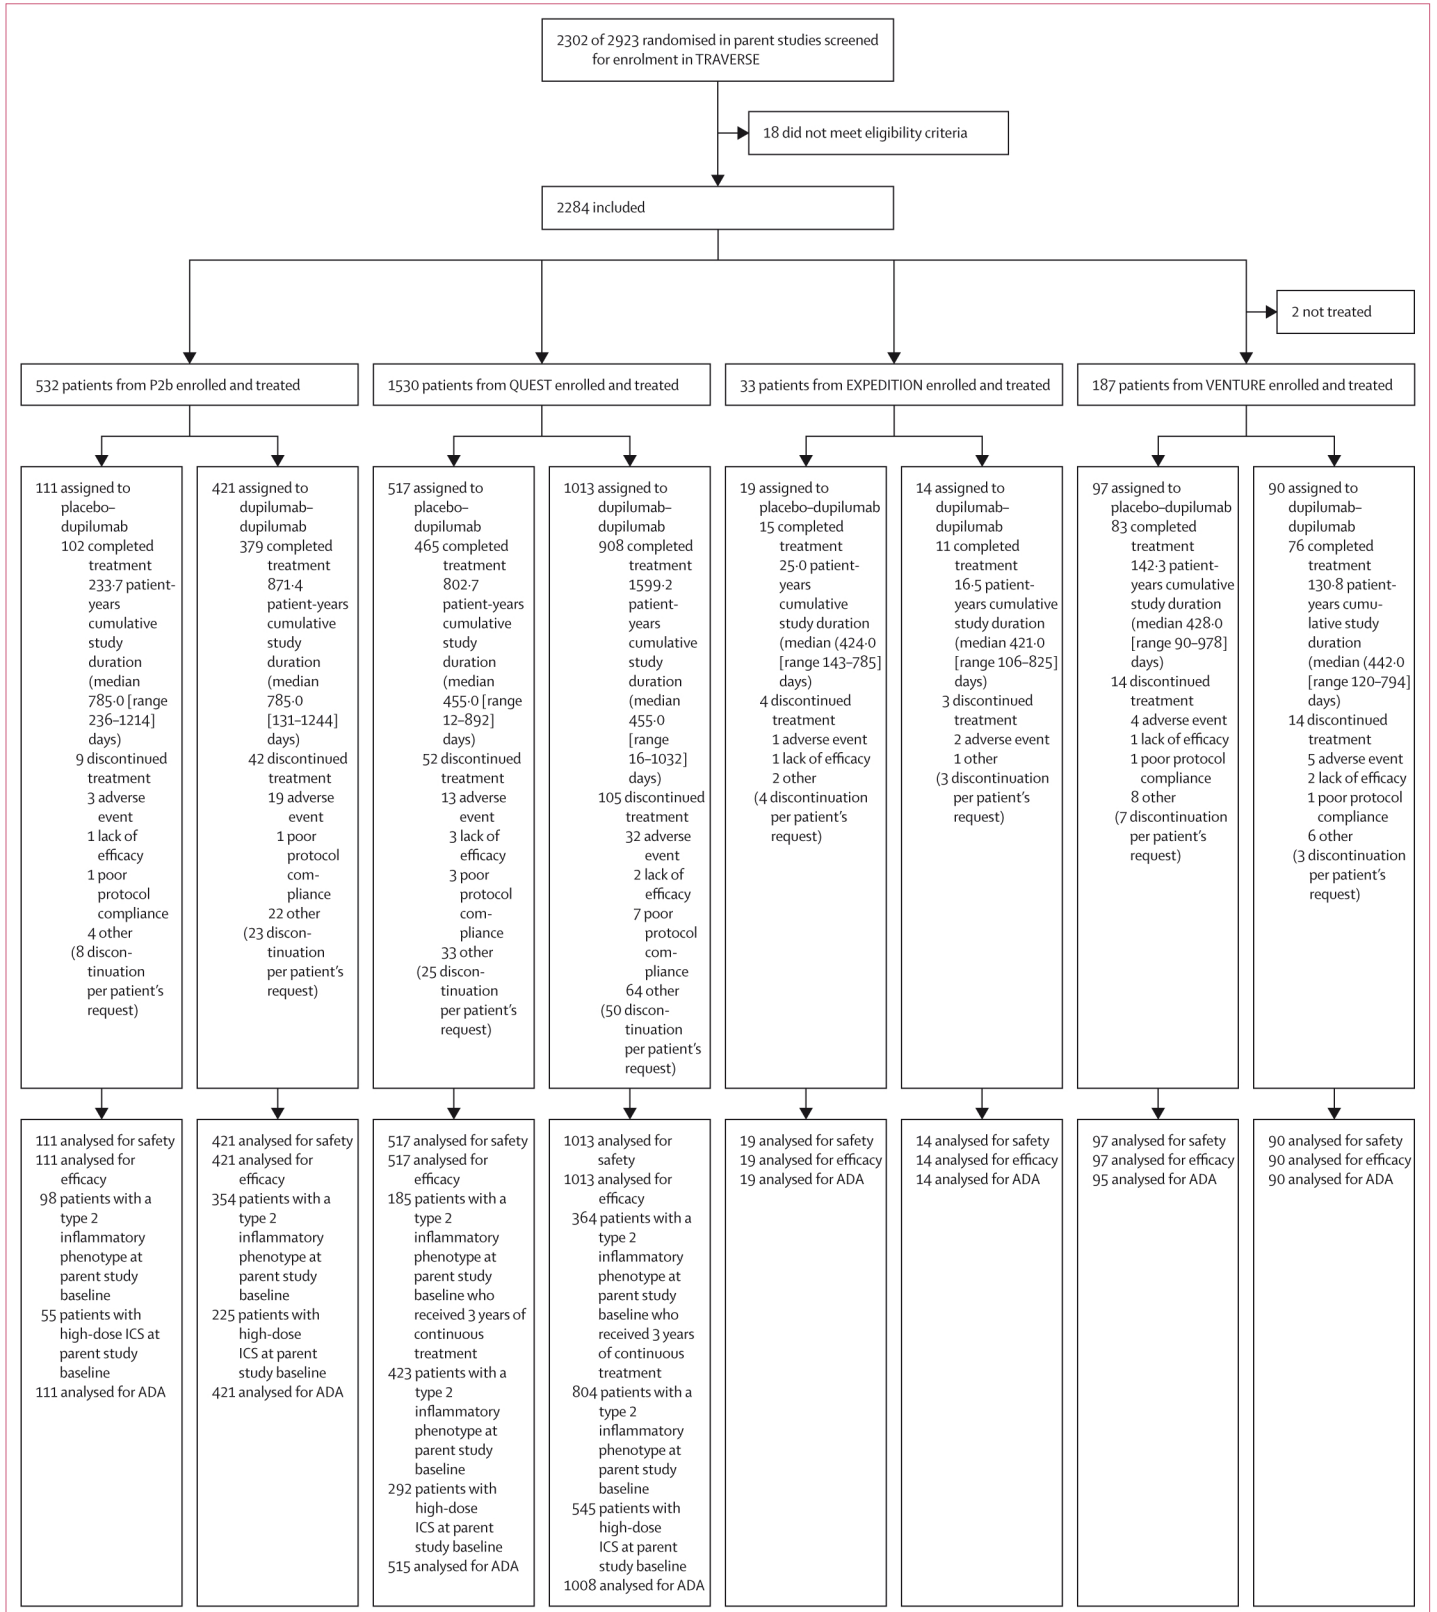 2302 of 2923 randomised in parent studies screened
for enrolment in TRAVERSE
18 did not meet eligibility criteria
2284 included
2 not treated
532 patients from P2b enrolled and treated
1530 patients from QUEST enrolled and treated
33 patients from EXPEDITION enrolled and treated
187 patients from VENTURE enrolled and treated
111 assigned to
placebo–
dupilumab
102 completed
treatment
233·7 patient-
years
cumulative
study
duration
(median
785·0 [range
236–1214]
days)
9 discontinued
treatment
3 adverse
event
1 lack of
efficacy
1 poor
protocol
compliance
4 other
(8 discon-
tinuation
per patient’s
request)
421 assigned to
dupilumab–
dupilumab
379 completed
treatment
871·4
patient-years
cumulative
study
duration
(median
785·0
[131–1244]
days)
42 discontinued
treatment
19 adverse
event
1 poor
protocol
com-
pliance
22 other
(23 discon-
tinuation
per patient’s
request)
517 assigned to
placebo–
dupilumab
465 completed
treatment
802·7
patient-years
cumulative
study
duration
(median
455·0 [range
12–892]
days)
52 discontinued
treatment
13 adverse
event
3 lack of
efficacy
3 poor
protocol
com-
pliance
33 other
(25 discon-
tinuation
per patient’s
request)
1013 assigned to
dupilumab–
dupilumab
908 completed
treatment
1599·2
patient-
years
cumulative
study
duration
(median
455·0
[range
16–1032]
days)
105 discontinued
treatment
32 adverse
event
2 lack of
efficacy
7 poor
protocol
com-
pliance
64 other
(50 discon-
tinuation
per patient’s
request)
19 assigned to
placebo–dupilumab
15 completed
treatment
25·0 patient-
years
cumulative
study duration
(median (424·0
[range 143–785]
days)
4 discontinued
treatment
1 adverse event
1 lack of efficacy
2 other
(4 discontinuation
per patient’s
request)
14 assigned to
dupilumab–
dupilumab
11 completed
treatment
16·5 patient-
years cumulative
study duration
(median 421·0
[range 106–825]
days)
3 discontinued
treatment
2 adverse event
1 other
(3 discontinuation
per patient’s
request)
97 assigned to
placebo–dupilumab
83 completed
treatment
142·3 patient-
years cumulative
study duration
(median 428·0
[range 90–978]
days)
14 discontinued
treatment
4 adverse event
1 lack of efficacy
1 poor protocol
compliance
8 other
(7 discontinuation
per patient’s
request)
90 assigned to
dupilumab–
dupilumab
76 completed
treatment
130·8 patient-
years cumu-
lative study
duration
(median (442·0
[range 120–794]
days)
14 discontinued
treatment
5 adverse event
2 lack of efficacy
1 poor protocol
compliance
6 other
(3 discontinuation
per patient’s
request)
111 analysed for safety
111 analysed for
efficacy
98 patients with a
type 2
inflammatory
phenotype at
parent study
baseline
55 patients with
high-dose ICS at
parent study
baseline
111 analysed for ADA
421 analysed for safety
421 analysed for
efficacy
354 patients with a
type 2
inflammatory
phenotype at
parent study
baseline
225 patients with
high-dose
ICS at parent
study baseline
421 analysed for ADA
517 analysed for safety
517 analysed for
efficacy
185 patients with a
type 2
inflammatory
phenotype at
parent study
baseline who
received 3 years of
continuous
treatment
423 patients with a
type 2
inflammatory
phenotype at
parent study
baseline
292 patients with
high-dose
ICS at parent
study baseline
515 analysed for ADA
1013 analysed for
safety
1013 analysed for
efficacy
364 patients with a
type 2
inflammatory
phenotype at
parent study
baseline who
received 3 years
of continuous
treatment
804 patients with a
type 2
inflammatory
phenotype at
parent study
baseline
545 patients with
high-dose
ICS at parent
study baseline
1008 analysed for ADA
19 analysed for safety
19 analysed for efficacy
19 analysed for ADA
14 analysed for safety
14 analysed for efficacy
14 analysed for ADA
97 analysed for safety
97 analysed for efficacy
95 analysed for ADA
90 analysed for safety
90 analysed for efficacy
90 analysed for ADA